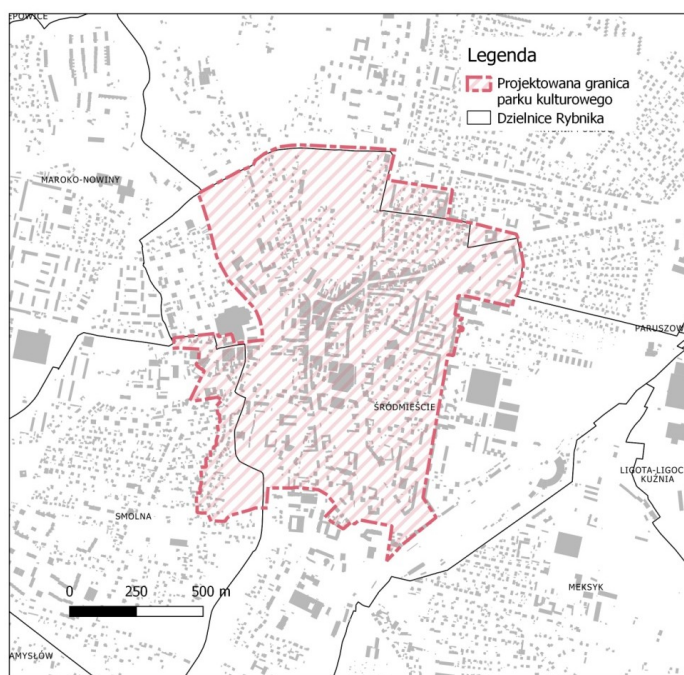 EPOWICE
Legenda
Projektowana granica
parku kulturowego
Dzielnice Rybnika
MAROKO-NOWINY
PARUSZOW
ŚRÓDMIEŚCIE
LIGOTA-LIGOC
KUŹNIA
SMOLNA
MEKSYK
0 250 500 m
AMYSŁÓW